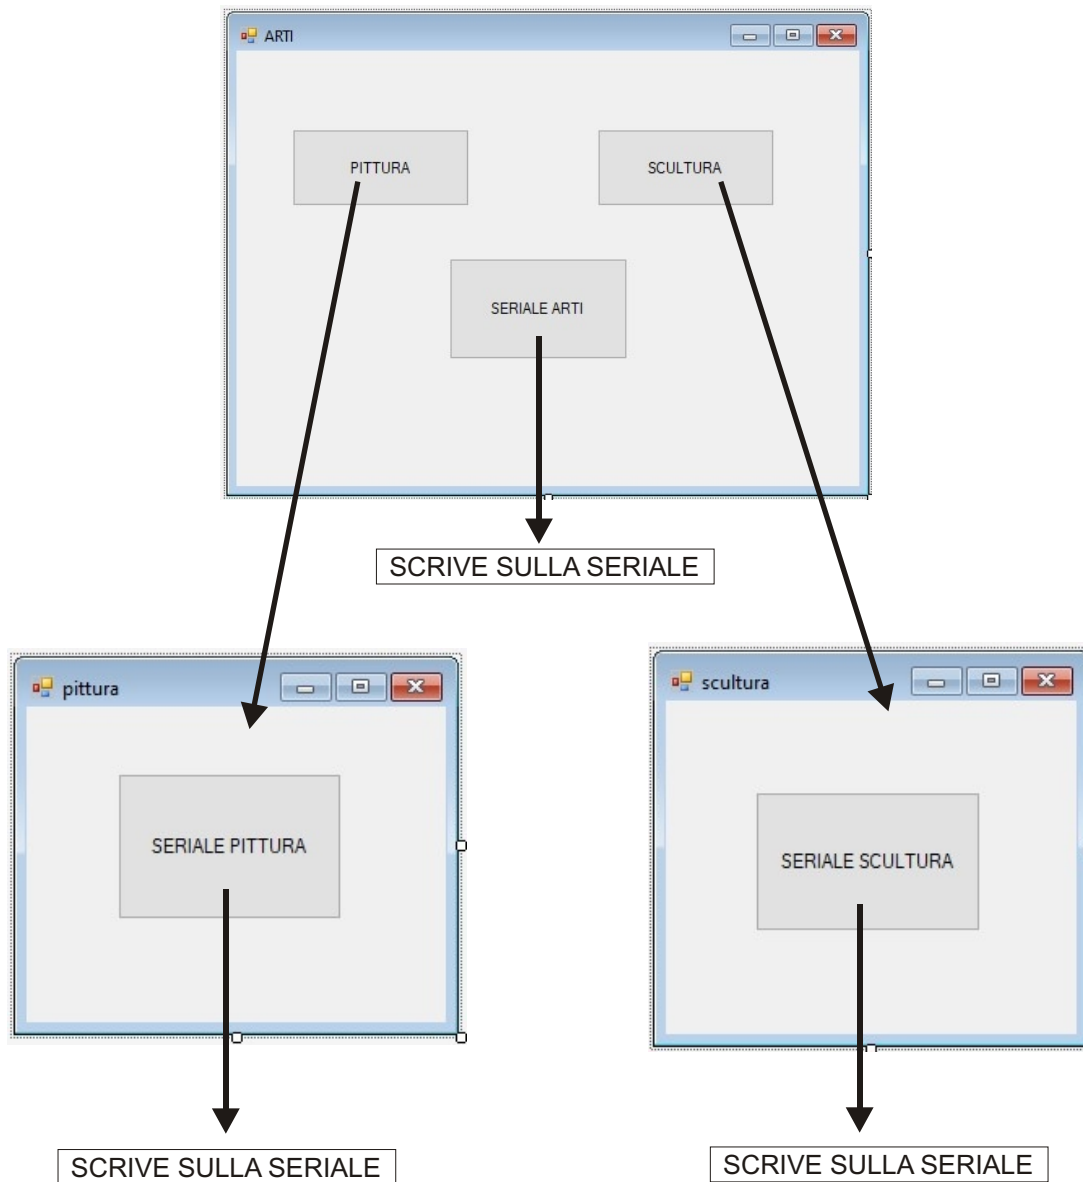 ARTI
PITTURA
SCULTURA
SERIALE ARTI
SCRIVE SULLA SERIALE
pittura
scultura
SERIALE PITTURA
SERIALE SCULTURA
SCRIVE SULLA SERIALE
SCRIVE SULLA SERIALE